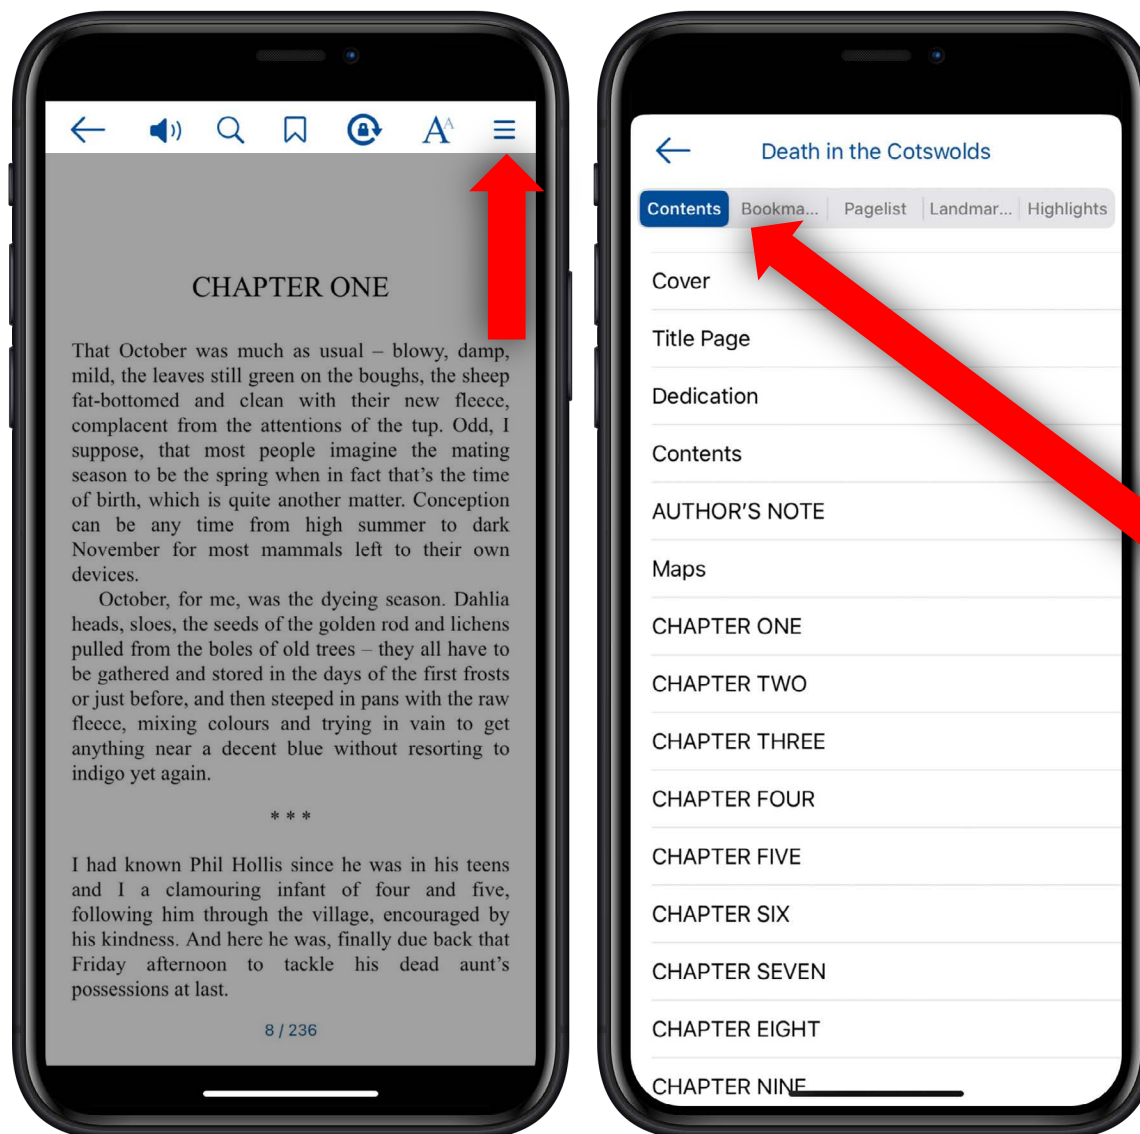 A A
CHAPTER ONE
That October was much as usual – blowy, damp,
mild, the leaves still green on the boughs, the sheep
fat-bottomed and clean with their new fleece,
complacent from the attentions of the tup. Odd, I
suppose, that most people imagine the mating
season to be the spring when in fact that’s the time
of birth, which is quite another matter. Conception
can be any time from high summer to dark
November for most mammals left to their own
devices.
October, for me, was the dyeing season. Dahlia
heads, sloes, the seeds of the golden rod and lichens
pulled from the boles of old trees – they all have to
be gathered and stored in the days of the first frosts
or just before, and then steeped in pans with the raw
fleece, mixing colours and trying in vain to get
anything near a decent blue without resorting to
indigo yet again.
* * *
I had known Phil Hollis since he was in his teens
and I a clamouring infant of four and five,
following him through the village, encouraged by
his kindness. And here he was, finally due back that
Friday afternoon to tackle his dead aunt’s
possessions at last.
8 / 236
Death in the Cotswolds
Contents Bookma... Pagelist Landmar... Highlights
Cover
Title Page
Dedication
Contents
AUTHOR’S NOTE
Maps
CHAPTER ONE
CHAPTER TWO
CHAPTER THREE
CHAPTER FOUR
CHAPTER FIVE
CHAPTER SIX
CHAPTER SEVEN
CHAPTER EIGHT
CHAPTER NINE